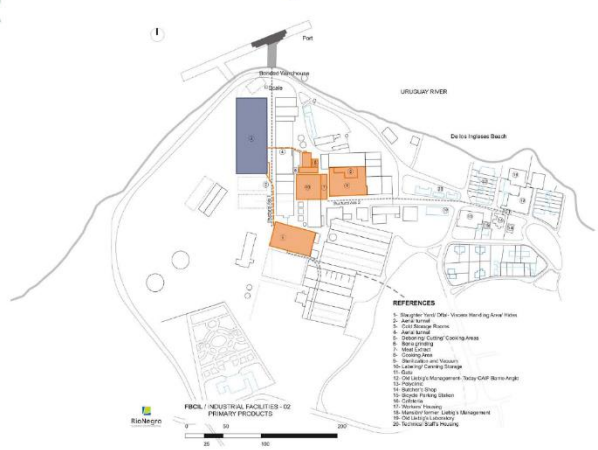 Port
Bonded Warehouse
Scale
URUGUAY RIVER
De los Ingleses Beach
REFERENCES
1- Slaughter Yard/ Offal - Viscera Handling Area/ Hides
2- Aerial tunnel
3- Cold Storage Rooms
4- Aerial tunnel
5- Deboning/ Cutting/ Cooking Areas
6- Bone grinding
7- Meat Extract
8- Cooking Area
9- Sterilisation and Vacuum
10- Labeling/ Canning Storage
11- Gate
12- Old Liebig's Management- Today CAIP Barrio Anglo
13- Polyclinic
14- Butcher's Shop
15- Bicycle Parking Station
16- Cafeteria
17- Workers' Housing
18- Mansion/former Liebig's Management
19- Old Liebig's Laboratory
20- Technical Staff's Housing
RioNegro
FBCIL / INDUSTRIAL FACILITIES - 02
PRIMARY PRODUCTS
0 50 200
25 100